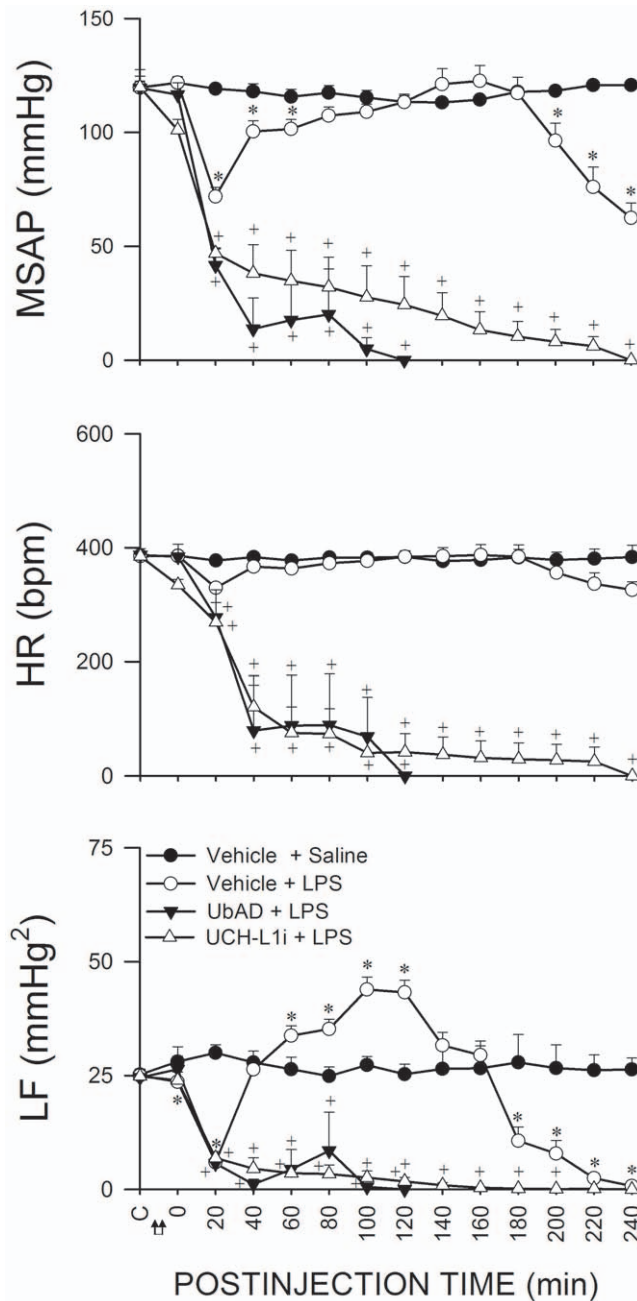 150
100
50
0
MSAP (mmHg)
600
400
200
0
HR (bpm)
75
50
25
0
LF (mmHg²)
Vehicle + Saline
Vehicle + LPS
UbAD + LPS
UCH-L1i + LPS
C 0 20 40 60 80 100 120 140 160 180 200 220 240
POSTINJECTION TIME (min)